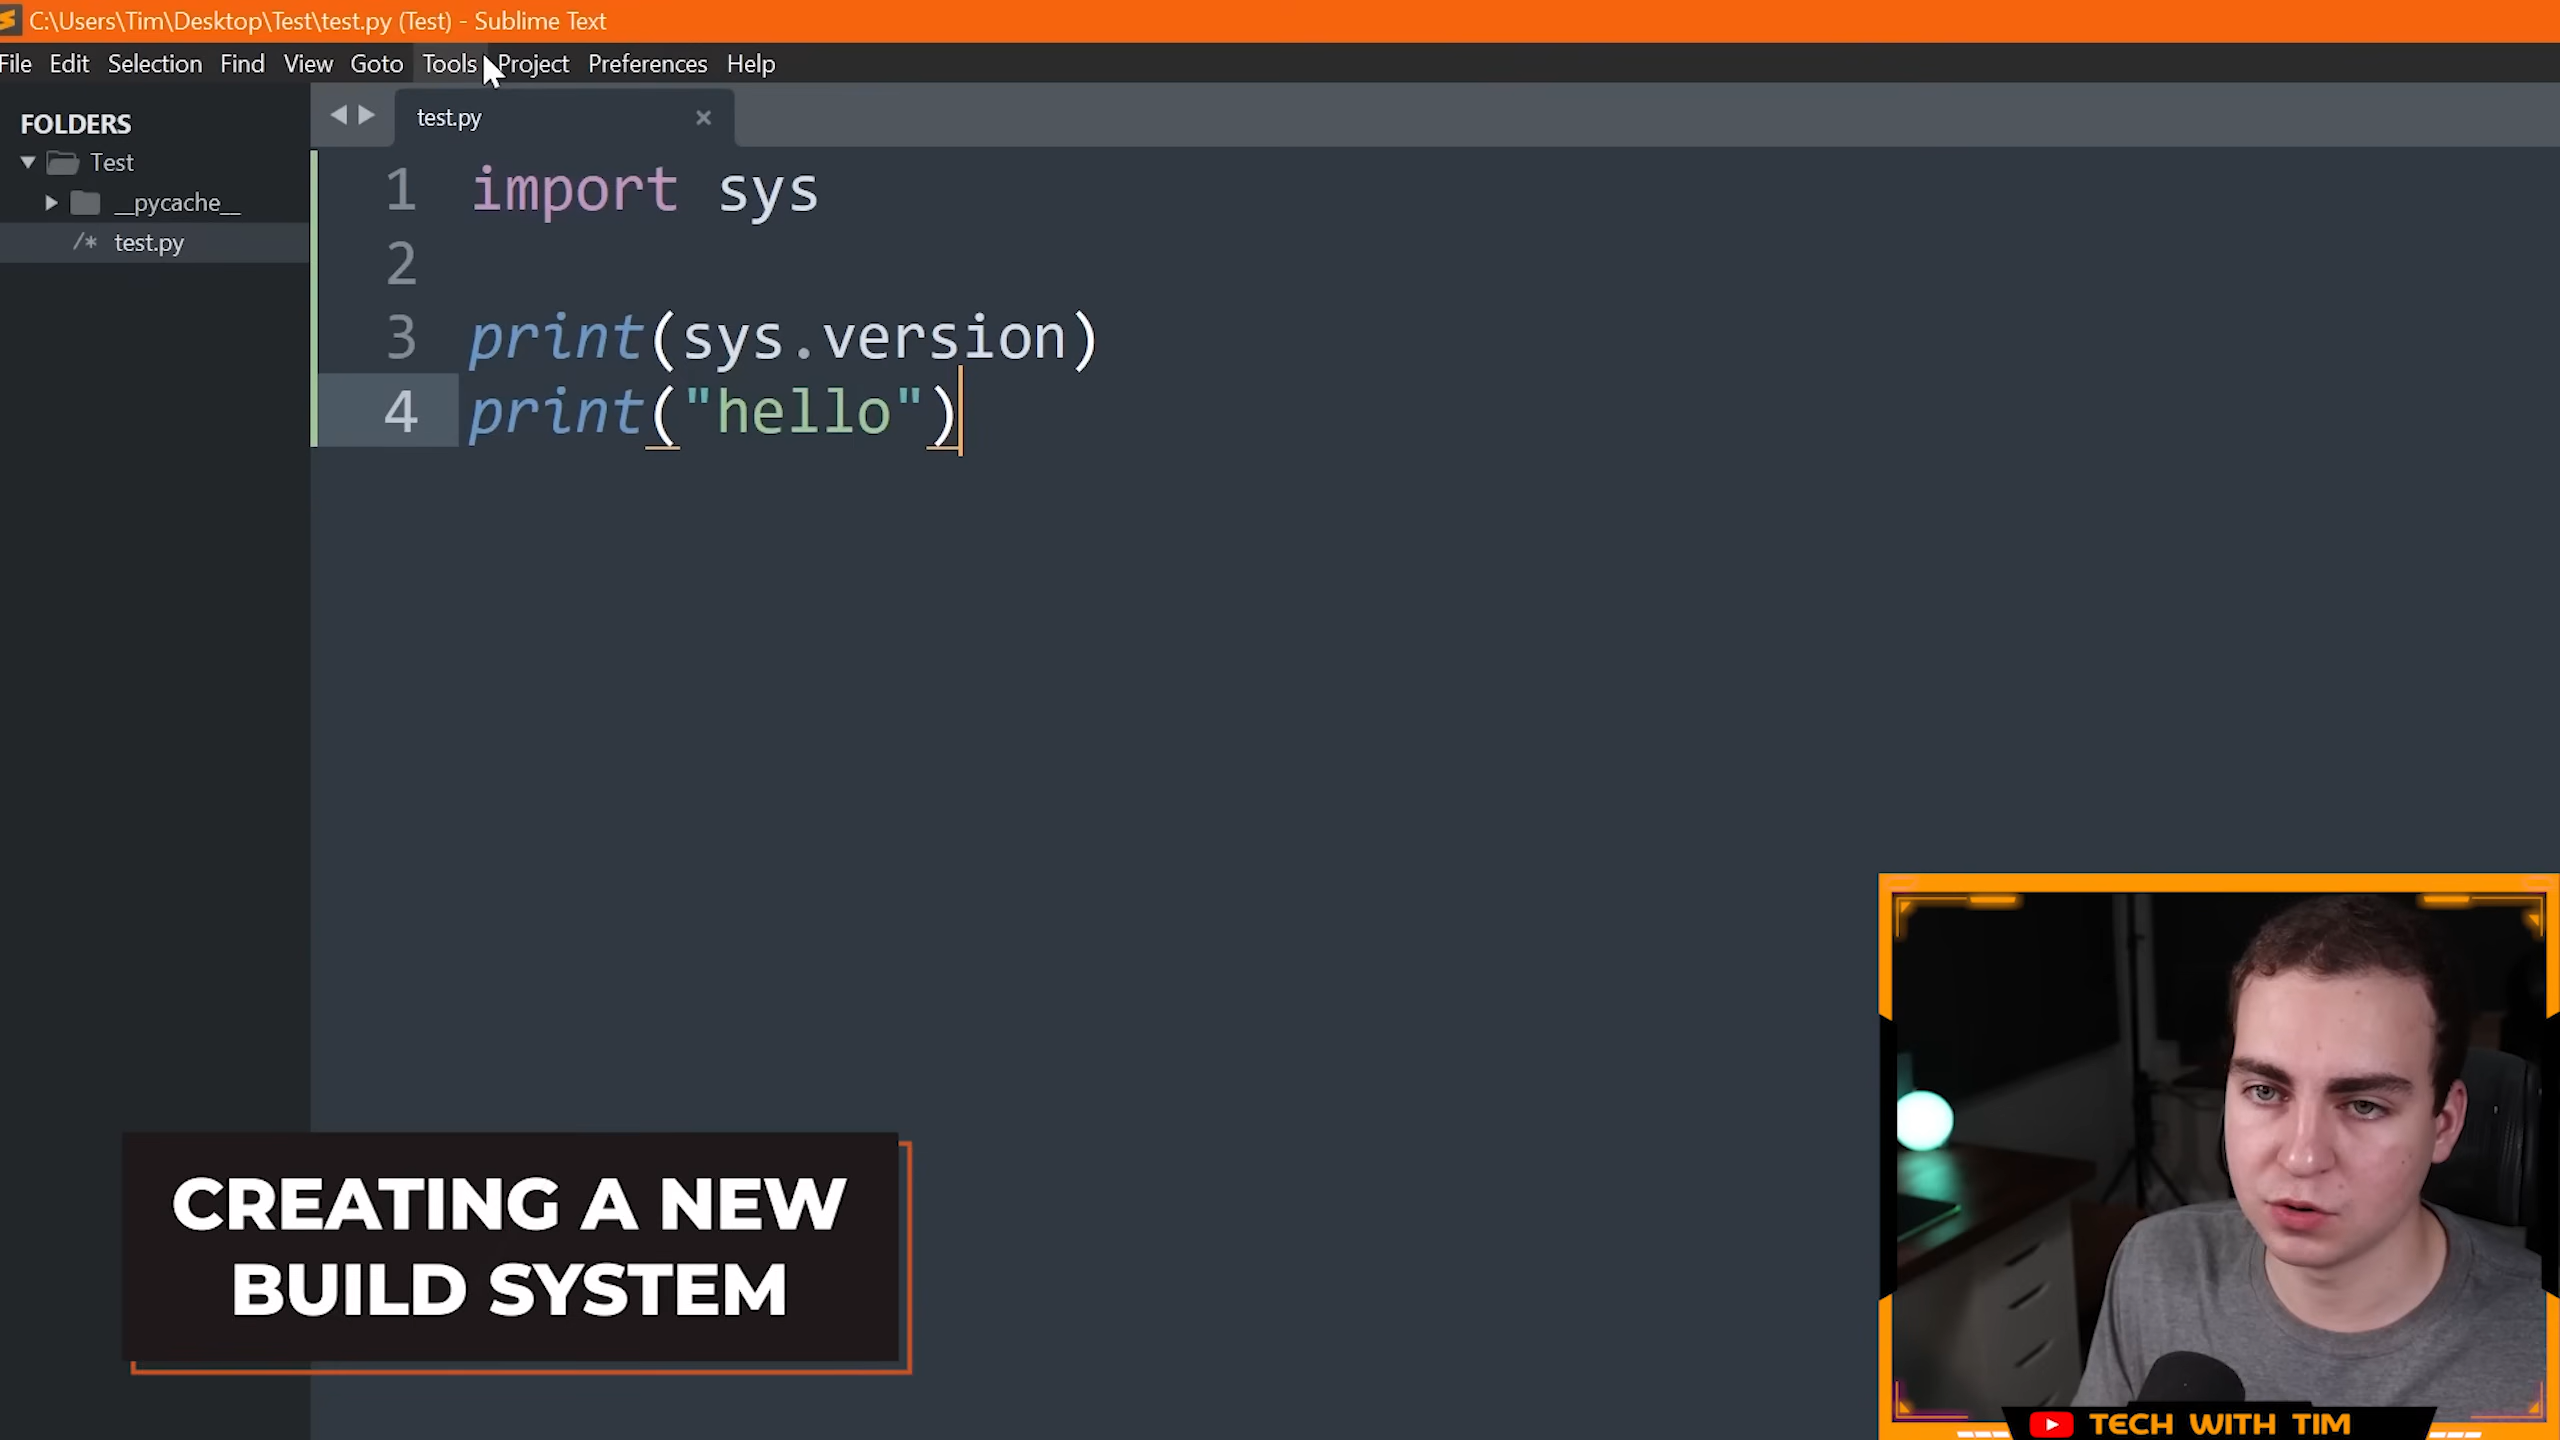 C:\Users\Tim\Desktop\Test\test.py (Test) - Sublime Text
File Edit Selection Find View Goto Tools Project Preferences Help
FOLDERS
Test
__pycache__
/* test.py
test.py ×
1 import sys
2
3 print(sys.version)
4 print("hello")
CREATING A NEW
BUILD SYSTEM
TECH WITH TIM